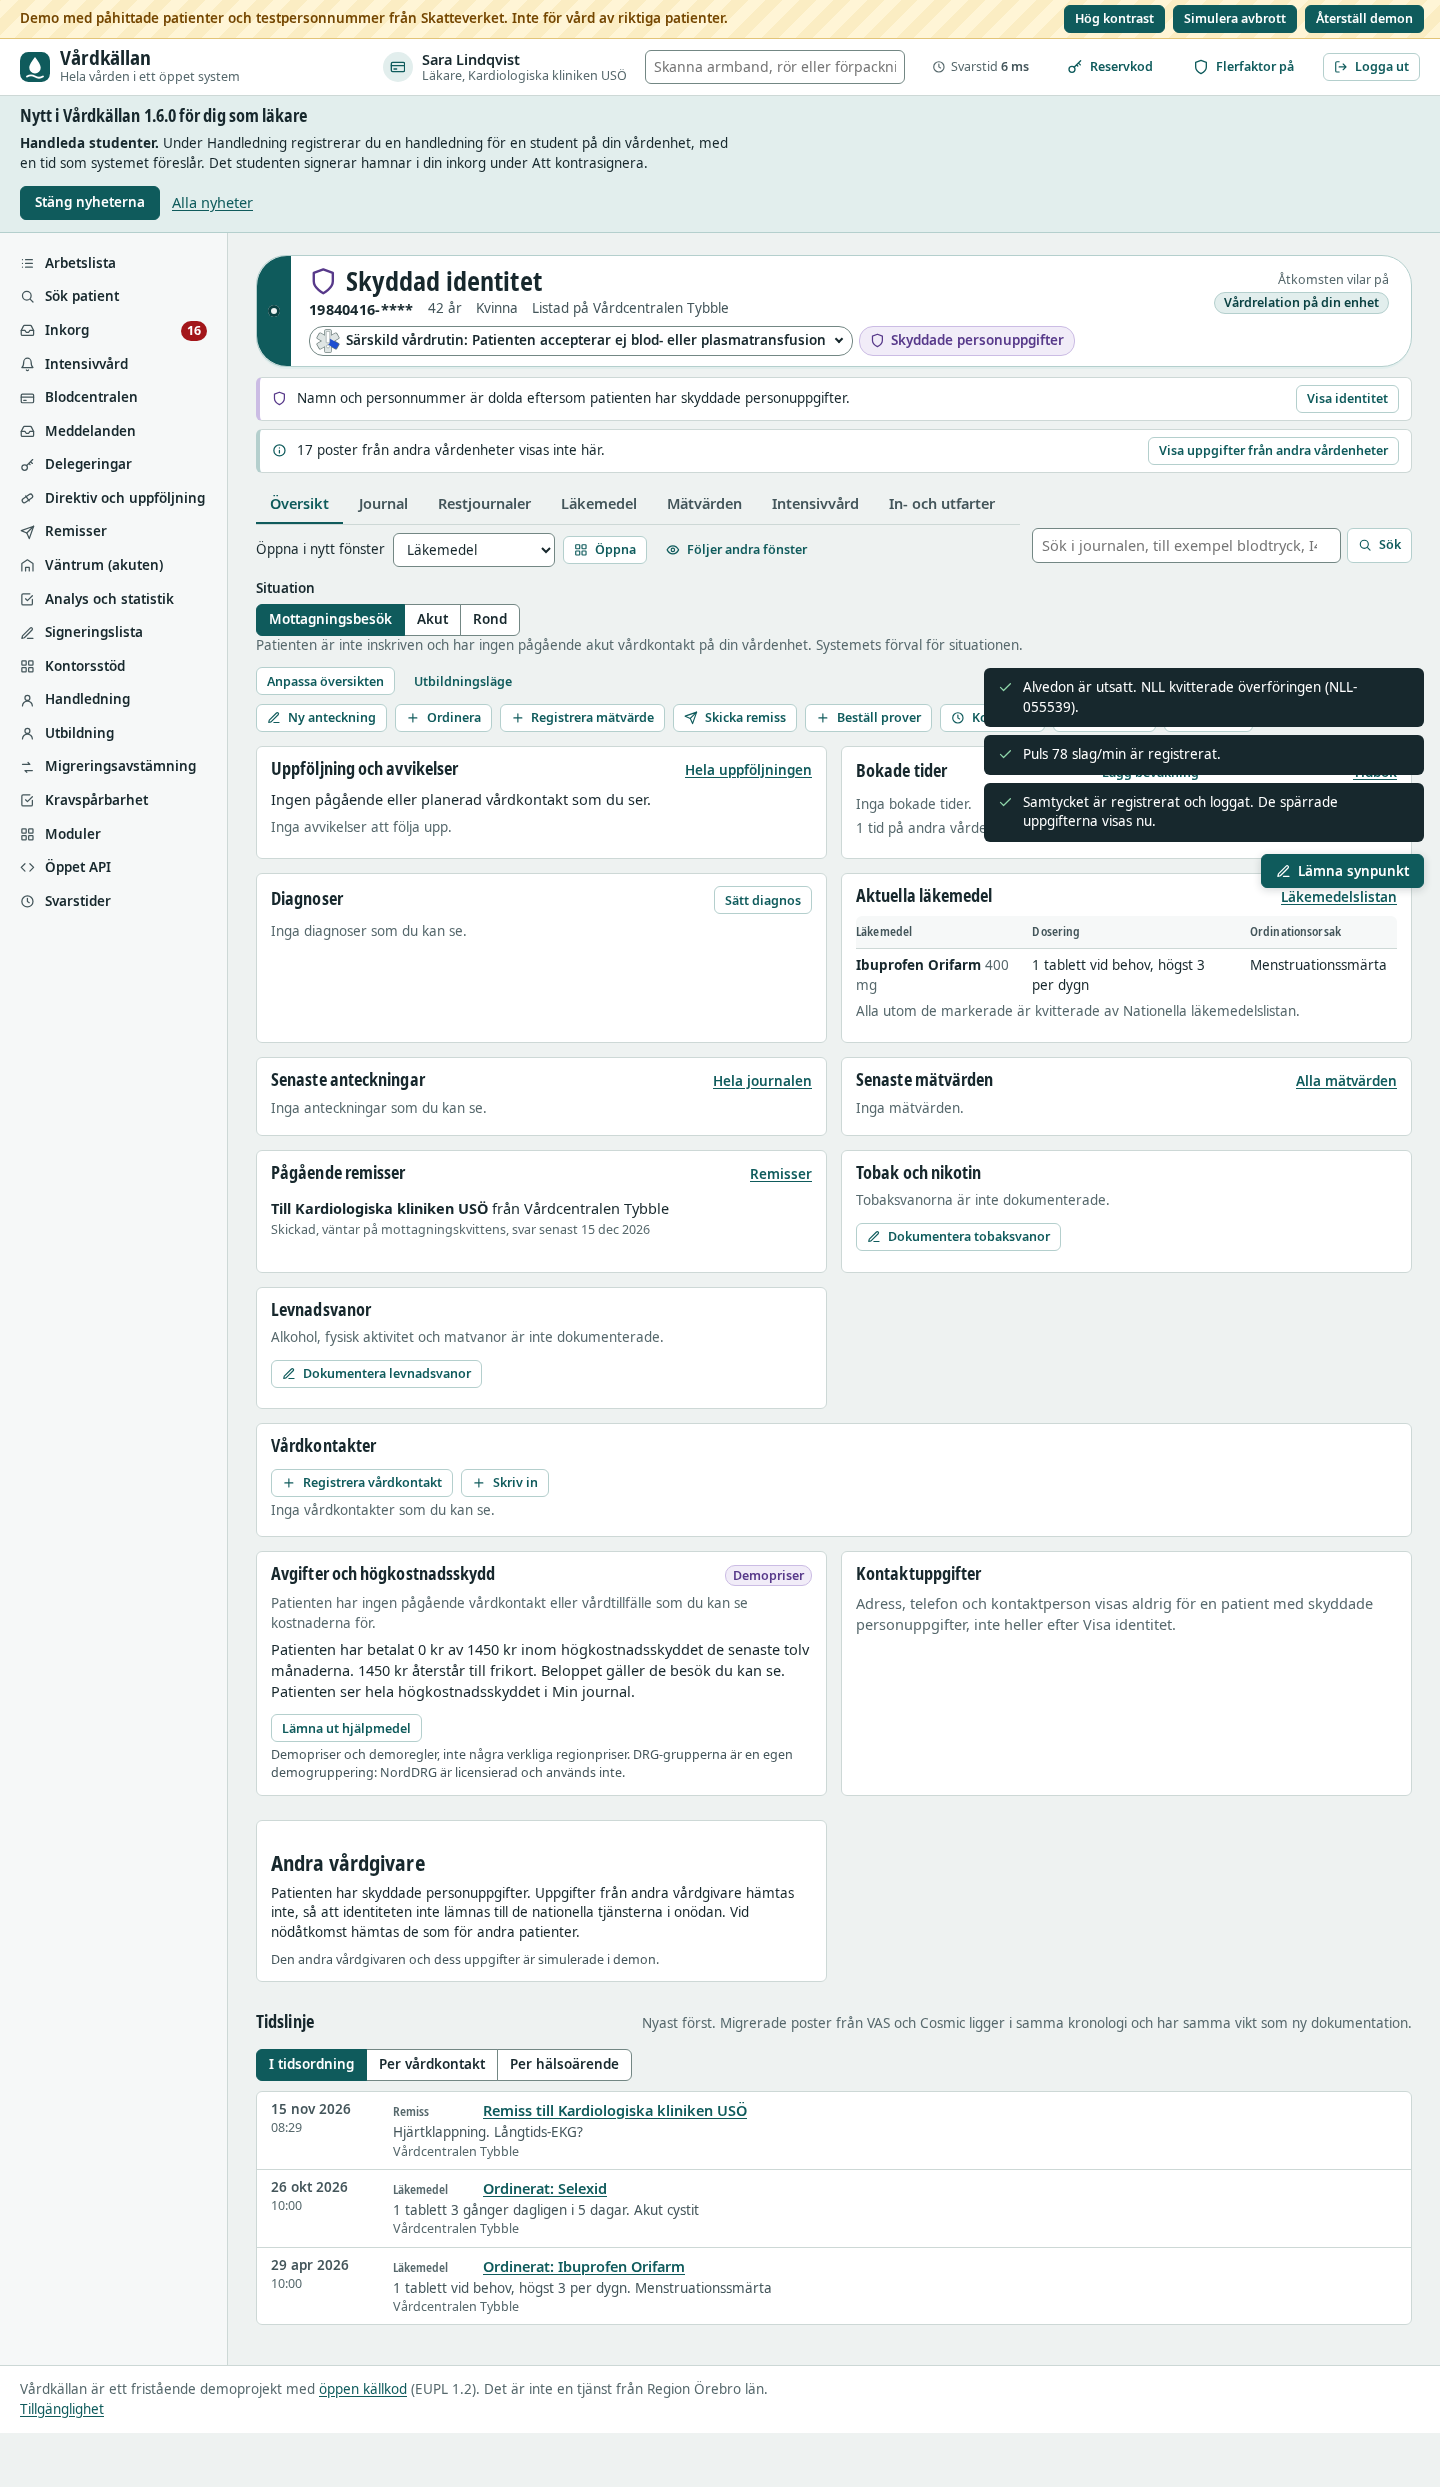 Demo med påhittade patienter och testpersonnummer från Skatteverket. Inte för vård av riktiga patienter.
Hög kontrast
Simulera avbrott
Återställ demon
Vårdkällan
Hela vården i ett öppet system
Sara Lindqvist
Läkare, Kardiologiska kliniken USÖ
Skanna armband, rör eller förpackni
Svarstid 6 ms
Reservkod
Flerfaktor på
Logga ut
Nytt i Vårdkällan 1.6.0 för dig som läkare
Handleda studenter. Under Handledning registrerar du en handledning för en student på din vårdenhet, med
en tid som systemet föreslår. Det studenten signerar hamnar i din inkorg under Att kontrasignera.
Stäng nyheterna
Alla nyheter
Arbetslista
Sök patient
Inkorg 16
Intensivvård
Blodcentralen
Meddelanden
Delegeringar
Direktiv och uppföljning
Remisser
Väntrum (akuten)
Analys och statistik
Signeringslista
Kontorsstöd
Handledning
Utbildning
Migreringsavstämning
Kravspårbarhet
Moduler
Öppet API
Svarstider
Skyddad identitet
19840416-**** 42 år Kvinna Listad på Vårdcentralen Tybble
Åtkomsten vilar på
Vårdrelation på din enhet
Särskild vårdrutin: Patienten accepterar ej blod- eller plasmatransfusion
Skyddade personuppgifter
Namn och personnummer är dolda eftersom patienten har skyddade personuppgifter.
Visa identitet
17 poster från andra vårdenheter visas inte här.
Visa uppgifter från andra vårdenheter
Översikt
Journal
Restjournaler
Läkemedel
Mätvärden
Intensivvård
In- och utfarter
Öppna i nytt fönster
Läkemedel
Öppna
Följer andra fönster
Sök i journalen, till exempel blodtryck, I4
Sök
Situation
Mottagningsbesök
Akut
Rond
Patienten är inte inskriven och har ingen pågående akut vårdkontakt på din vårdenhet. Systemets förval för situationen.
Anpassa översikten
Utbildningsläge
Ny anteckning
Ordinera
Registrera mätvärde
Skicka remiss
Beställ prover
Alvedon är utsatt. NLL kvitterade överföringen (NLL-
055539).
Puls 78 slag/min är registrerat.
Samtycket är registrerat och loggat. De spärrade
uppgifterna visas nu.
Lämna synpunkt
Uppföljning och avvikelser
Hela uppföljningen
Ingen pågående eller planerad vårdkontakt som du ser.
Inga avvikelser att följa upp.
Bokade tider
Inga bokade tider.
1 tid på andra vårde
Diagnoser
Sätt diagnos
Inga diagnoser som du kan se.
Aktuella läkemedel
Läkemedelslistan
Läkemedel Dosering Ordinationsorsak
Ibuprofen Orifarm 400 1 tablett vid behov, högst 3 Menstruationssmärta
mg per dygn
Alla utom de markerade är kvitterade av Nationella läkemedelslistan.
Senaste anteckningar
Hela journalen
Inga anteckningar som du kan se.
Senaste mätvärden
Alla mätvärden
Inga mätvärden.
Pågående remisser
Remisser
Till Kardiologiska kliniken USÖ från Vårdcentralen Tybble
Skickad, väntar på mottagningskvittens, svar senast 15 dec 2026
Tobak och nikotin
Tobaksvanorna är inte dokumenterade.
Dokumentera tobaksvanor
Levnadsvanor
Alkohol, fysisk aktivitet och matvanor är inte dokumenterade.
Dokumentera levnadsvanor
Vårdkontakter
Registrera vårdkontakt
Skriv in
Inga vårdkontakter som du kan se.
Avgifter och högkostnadsskydd
Demopriser
Patienten har ingen pågående vårdkontakt eller vårdtillfälle som du kan se
kostnaderna för.
Patienten har betalat 0 kr av 1450 kr inom högkostnadsskyddet de senaste tolv
månaderna. 1450 kr återstår till frikort. Beloppet gäller de besök du kan se.
Patienten ser hela högkostnadsskyddet i Min journal.
Lämna ut hjälpmedel
Demopriser och demoregler, inte några verkliga regionpriser. DRG-grupperna är en egen
demogruppering: NordDRG är licensierad och används inte.
Kontaktuppgifter
Adress, telefon och kontaktperson visas aldrig för en patient med skyddade
personuppgifter, inte heller efter Visa identitet.
Andra vårdgivare
Patienten har skyddade personuppgifter. Uppgifter från andra vårdgivare hämtas
inte, så att identiteten inte lämnas till de nationella tjänsterna i onödan. Vid
nödåtkomst hämtas de som för andra patienter.
Den andra vårdgivaren och dess uppgifter är simulerade i demon.
Tidslinje
Nyast först. Migrerade poster från VAS och Cosmic ligger i samma kronologi och har samma vikt som ny dokumentation.
I tidsordning
Per vårdkontakt
Per hälsoärende
15 nov 2026 Remiss Remiss till Kardiologiska kliniken USÖ
08:29 Hjärtklappning. Långtids-EKG?
Vårdcentralen Tybble
26 okt 2026 Läkemedel Ordinerat: Selexid
10:00 1 tablett 3 gånger dagligen i 5 dagar. Akut cystit
Vårdcentralen Tybble
29 apr 2026 Läkemedel Ordinerat: Ibuprofen Orifarm
10:00 1 tablett vid behov, högst 3 per dygn. Menstruationssmärta
Vårdcentralen Tybble
Vårdkällan är ett fristående demoprojekt med öppen källkod (EUPL 1.2). Det är inte en tjänst från Region Örebro län.
Tillgänglighet